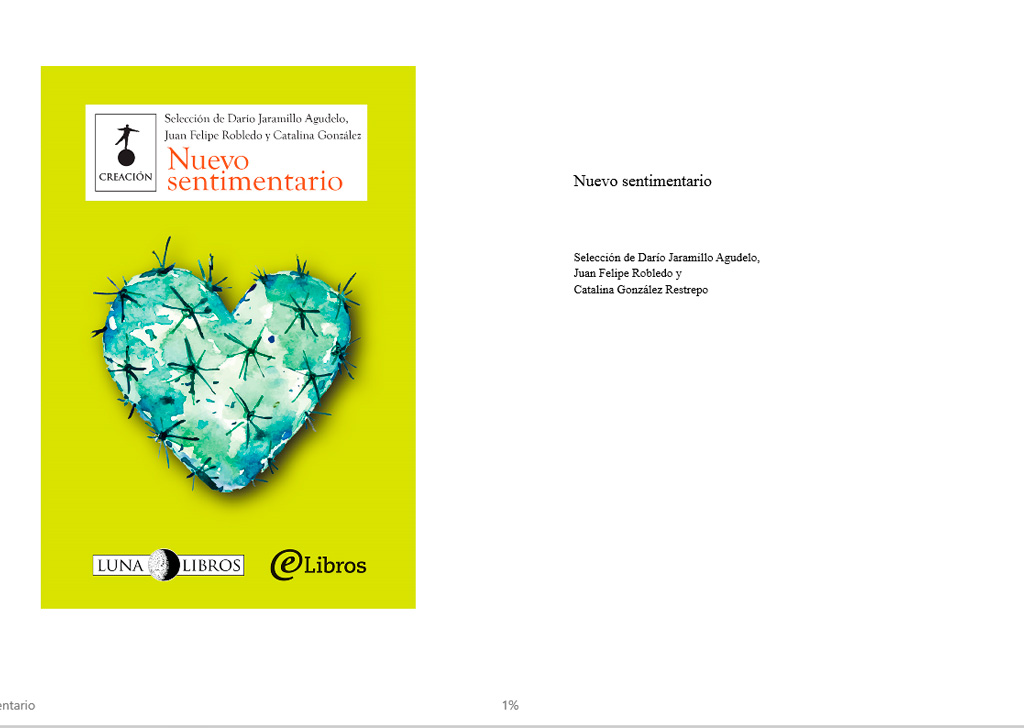 Selección de Darío Jaramillo Agudelo,
Juan Felipe Robledo y Catalina González
Nuevo
sentimentario
CREACIÓN
LUNA LIBROS
eLibros
Nuevo sentimentario
Selección de Darío Jaramillo Agudelo,
Juan Felipe Robledo y
Catalina González Restrepo
entario
1%